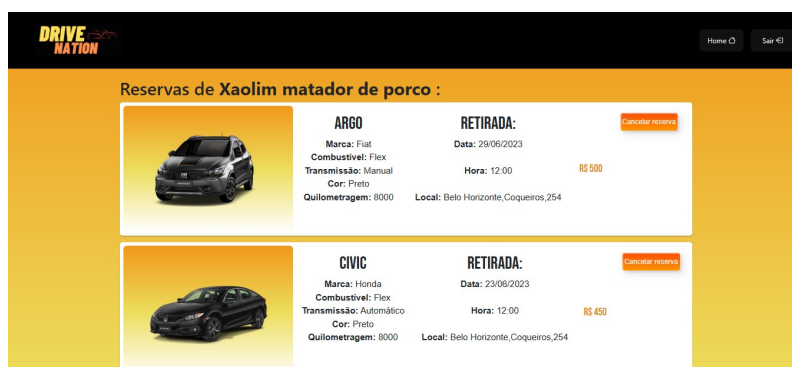 DRIVE
NATION
Home
Sair
Reservas de Xaolim matador de porco :
ARGO
Marca: Fiat
Combustível: Flex
Transmissão: Manual
Cor: Preto
Quilometragem: 8000
RETIRADA:
Data: 29/06/2023
Hora: 12:00
Local: Belo Horizonte,Coqueiros,254
R$ 500
Cancelar reserva
CIVIC
Marca: Honda
Combustível: Flex
Transmissão: Automático
Cor: Preto
Quilometragem: 8000
RETIRADA:
Data: 23/06/2023
Hora: 12:00
Local: Belo Horizonte,Coqueiros,254
R$ 450
Cancelar reserva